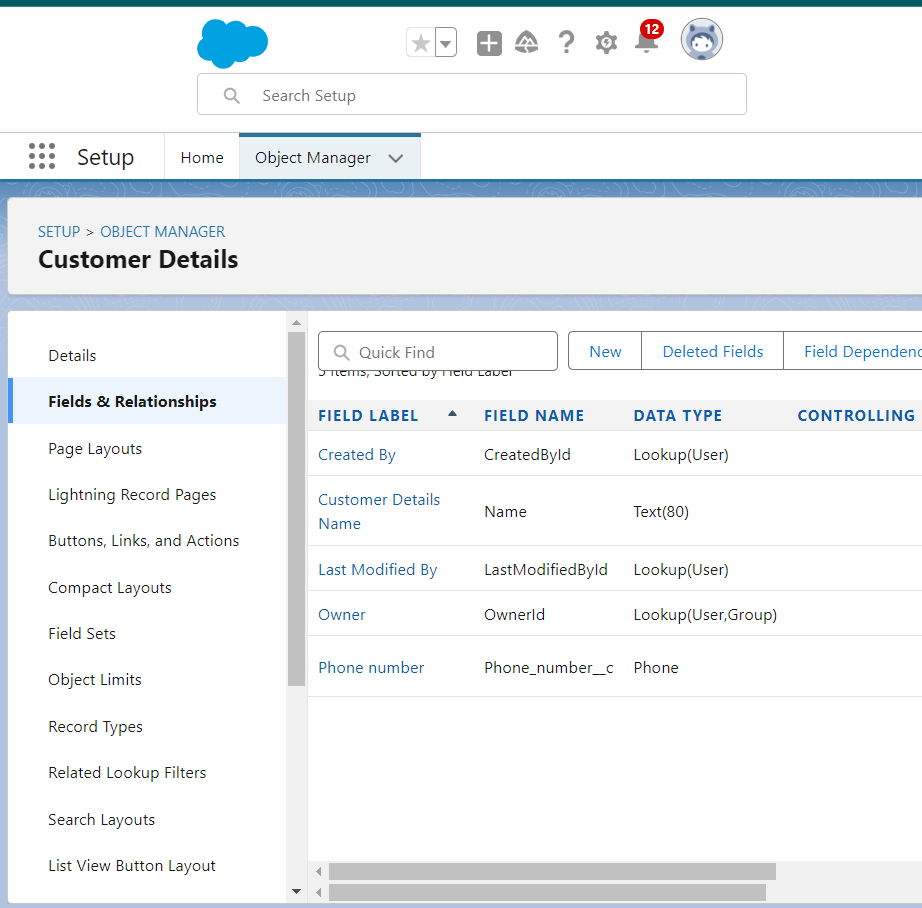 12
Search Setup
Setup
Home
Object Manager
SETUP > OBJECT MANAGER
Customer Details
Details
Fields & Relationships
Page Layouts
Lightning Record Pages
Buttons, Links, and Actions
Compact Layouts
Field Sets
Object Limits
Record Types
Related Lookup Filters
Search Layouts
List View Button Layout
Quick Find
New
Deleted Fields
Field Dependenc
5 Items, Sorted by Field Label
FIELD LABEL FIELD NAME DATA TYPE CONTROLLING
Created By CreatedById Lookup(User)
Customer Details
Name Name Text(80)
Last Modified By LastModifiedById Lookup(User)
Owner OwnerId Lookup(User,Group)
Phone number Phone_number__c Phone